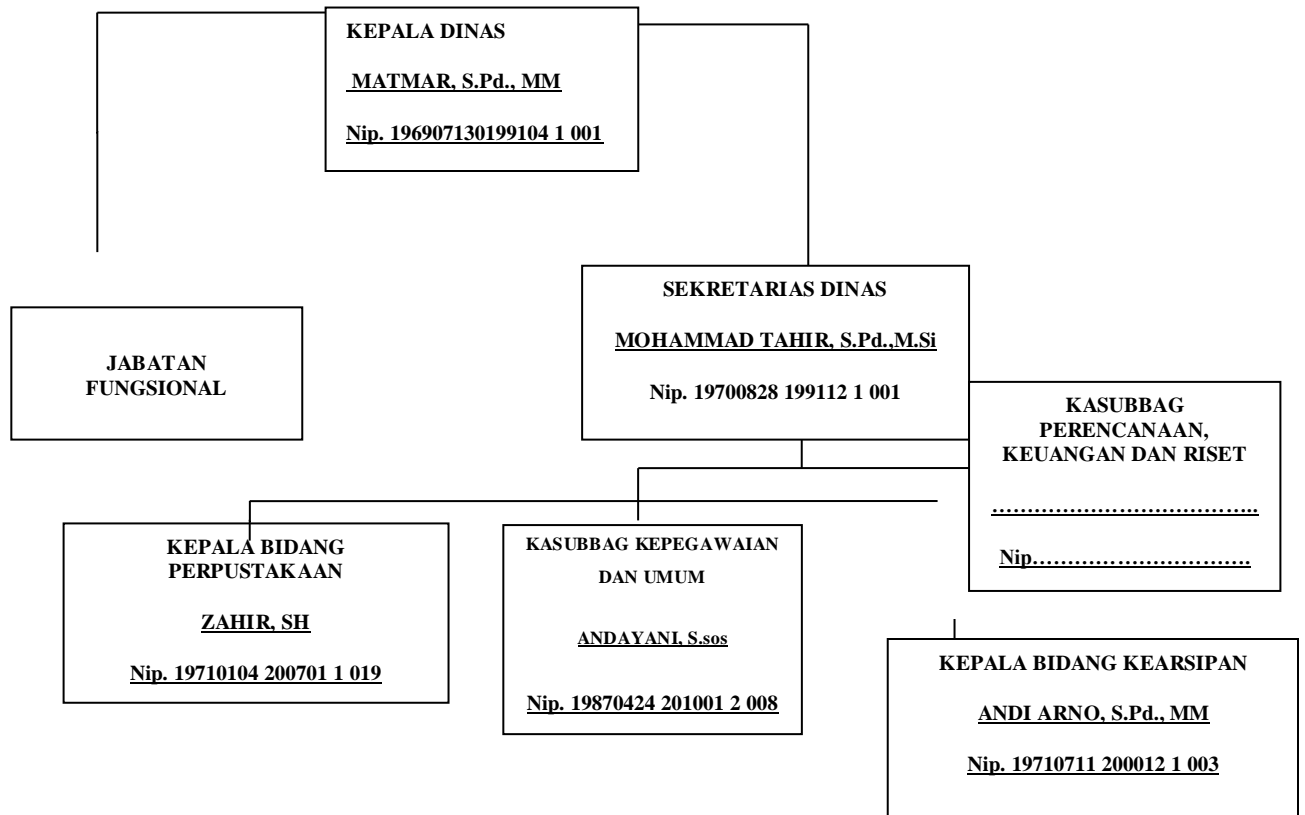 KEPALA DINAS
MATMAR, S.Pd., MM
Nip. 196907130199104 1 001
SEKRETARIAS DINAS
MOHAMMAD TAHIR, S.Pd.,M.Si
Nip. 19700828 199112 1 001
JABATAN
FUNGSIONAL
KASUBBAG
PERENCANAAN,
KEUANGAN DAN RISET
…………………………………..
Nip…………………………….
KEPALA BIDANG
PERPUSTAKAAN
ZAHIR, SH
Nip. 19710104 200701 1 019
KASUBBAG KEPEGAWAIAN
DAN UMUM
ANDAYANI, S.sos
Nip. 19870424 201001 2 008
KEPALA BIDANG KEARSIPAN
ANDI ARNO, S.Pd., MM
Nip. 19710711 200012 1 003